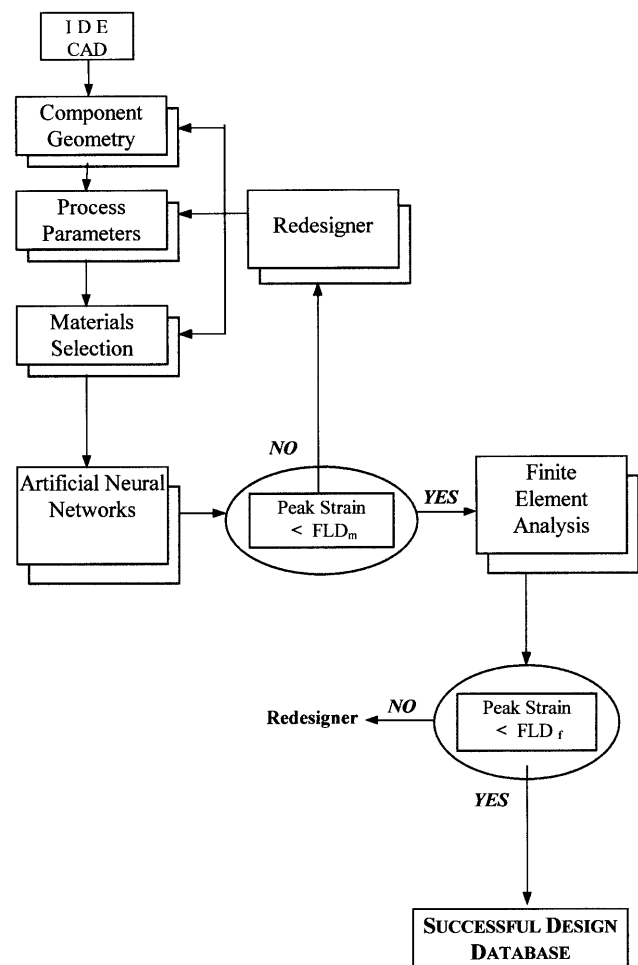 I D E
CAD
Component
Geometry
Process
Parameters
Redesigner
Materials
Selection
NO
Artificial Neural
Networks
Peak Strain
< FLDm
YES
Finite
Element
Analysis
Redesigner
NO
Peak Strain
< FLD f
YES
SUCCESSFUL DESIGN
DATABASE